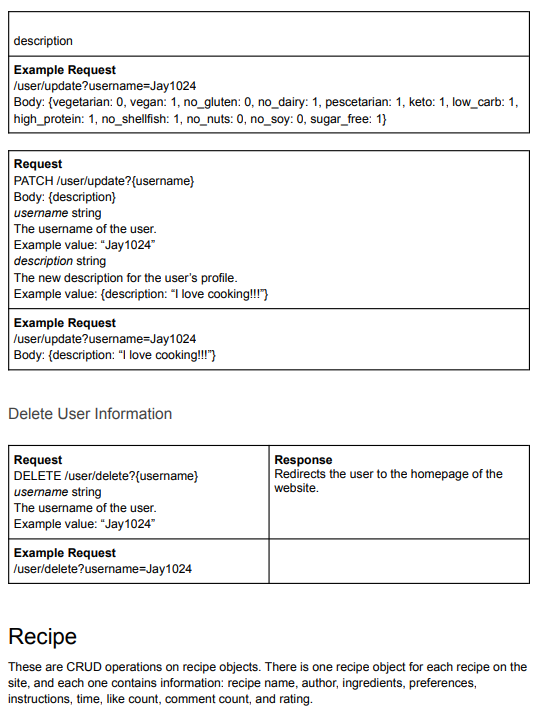 description
Example Request
/user/update?username=Jay1024
Body: {vegetarian: 0, vegan: 1, no_gluten: 0, no_dairy: 1, pescetarian: 1, keto: 1, low_carb: 1,
high_protein: 1, no_shellfish: 1, no_nuts: 0, no_soy: 0, sugar_free: 1}
Request
PATCH /user/update?{username}
Body: {description}
username string
The username of the user.
Example value: “Jay1024”
description string
The new description for the user’s profile.
Example value: {description: “I love cooking!!!”}
Example Request
/user/update?username=Jay1024
Body: {description: “I love cooking!!!”}
Delete User Information
Request
DELETE /user/delete?{username}
username string
The username of the user.
Example value: “Jay1024”
Response
Redirects the user to the homepage of the
website.
Example Request
/user/delete?username=Jay1024
Recipe
These are CRUD operations on recipe objects. There is one recipe object for each recipe on the
site, and each one contains information: recipe name, author, ingredients, preferences,
instructions, time, like count, comment count, and rating.